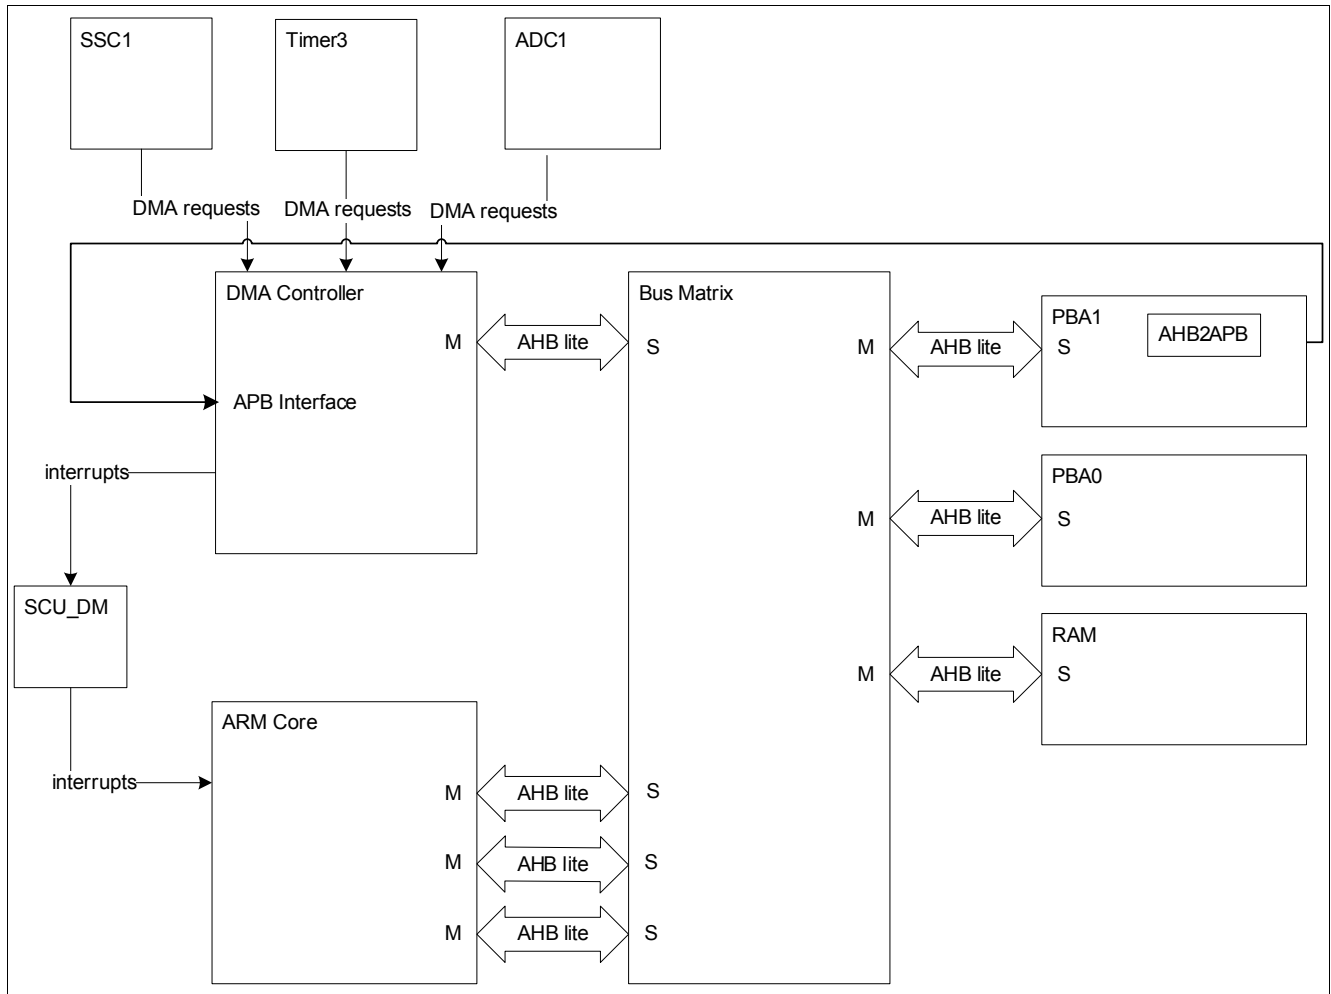 SSC1
Timer3
ADC1
DMA requests
DMA requests
DMA requests
DMA Controller
M
APB Interface
AHB lite
Bus Matrix
S
M
M
M
AHB lite
PBA1
S
AHB2APB
AHB lite
PBA0
S
AHB lite
RAM
S
interrupts
SCU_DM
interrupts
ARM Core
M
AHB lite
S
M
AHB lite
S
M
AHB lite
S